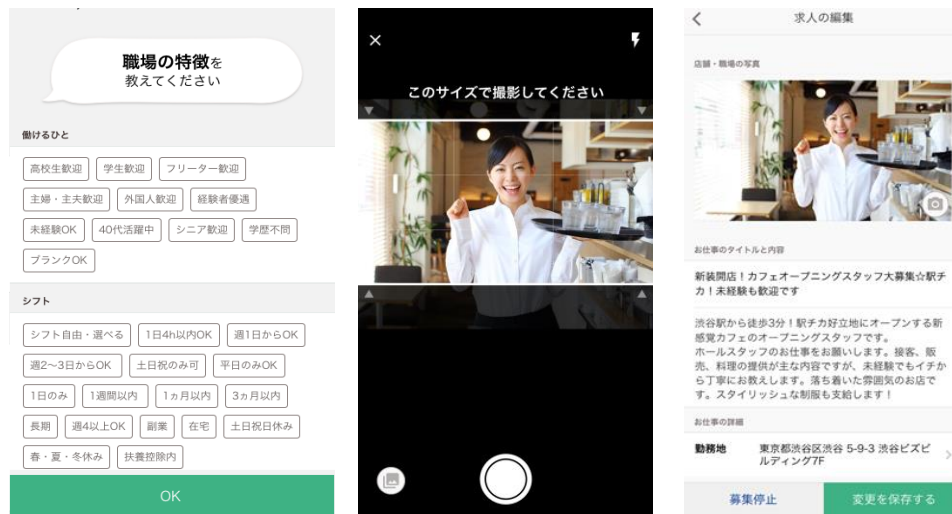 職場の特徴を
教えてください
働けるひと
高校生歓迎 学生歓迎 フリーター歓迎
主婦・主夫歓迎 外国人歓迎 経験者優遇
未経験OK 40代活躍中 シニア歓迎 学歴不問
ブランクOK
シフト
シフト自由・選べる 1日4h以内OK 週1日からOK
週2〜3日からOK 土日祝のみ可 平日のみOK
1日のみ 1週間以内 1ヵ月以内 3ヵ月以内
長期 週4以上OK 副業 在宅 土日祝日休み
春・夏・冬休み 扶養控除内
OK
このサイズで撮影してください
求人の編集
店舗・職場の写真
お仕事のタイトルと内容
新装開店！カフェオープニングスタッフ大募集☆駅チ
カ！未経験も歓迎です
渋谷駅から徒歩3分！駅チカ好立地にオープンする新
感覚カフェのオープニングスタッフです。
ホールスタッフのお仕事をお願いします。接客、販
売、料理の提供が主な内容ですが、未経験でもイチか
ら丁寧にお教えします。落ち着いた雰囲気のお店で
す。スタイリッシュな制服も支給します！
お仕事の詳細
勤務地 東京都渋谷区渋谷 5-9-3 渋谷ビズビ
ルディング7F
募集停止 変更を保存する